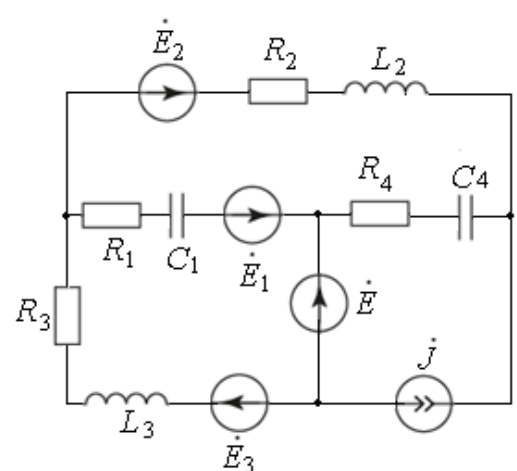 Ė₂
R₂
L₂
R₄
C₄
R₁
C₁
Ė₁
Ė
R₃
J̇
L₃
Ė₃